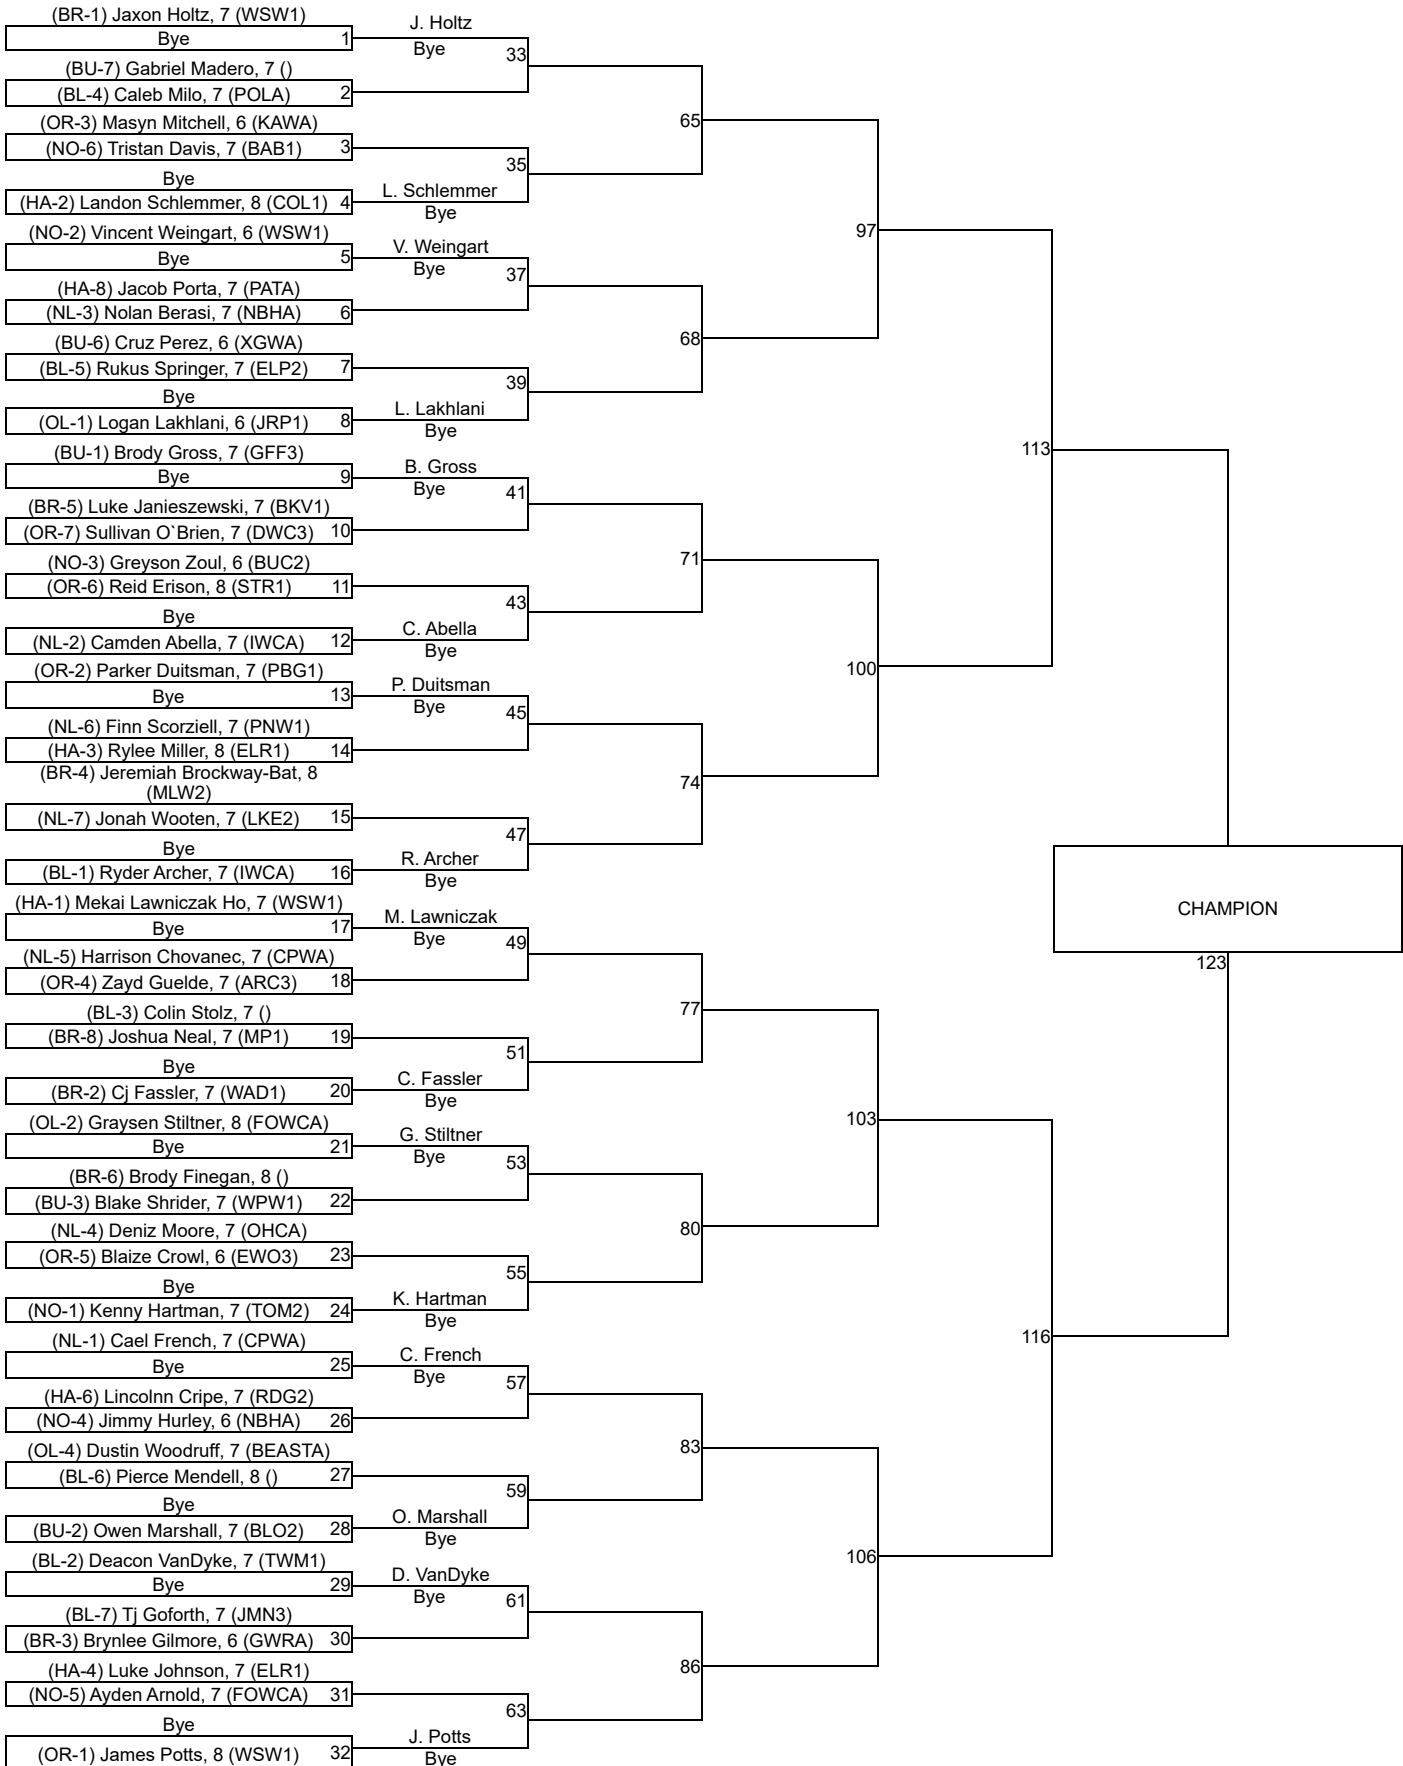 (BR-1) Jaxon Holtz, 7 (WSW1)
Bye
1
J. Holtz
Bye
33
(BU-7) Gabriel Madero, 7 ()
(BL-4) Caleb Milo, 7 (POLA)
2
65
(OR-3) Masyn Mitchell, 6 (KAWA)
(NO-6) Tristan Davis, 7 (BAB1)
3
35
Bye
(HA-2) Landon Schlemmer, 8 (COL1)
4
L. Schlemmer
Bye
97
(NO-2) Vincent Weingart, 6 (WSW1)
Bye
5
V. Weingart
Bye
37
(HA-8) Jacob Porta, 7 (PATA)
(NL-3) Nolan Berasi, 7 (NBHA)
6
68
(BU-6) Cruz Perez, 6 (XGWA)
(BL-5) Rukus Springer, 7 (ELP2)
7
39
Bye
(OL-1) Logan Lakhlani, 6 (JRP1)
8
L. Lakhlani
Bye
113
(BU-1) Brody Gross, 7 (GFF3)
Bye
9
B. Gross
Bye
41
(BR-5) Luke Janieszewski, 7 (BKV1)
(OR-7) Sullivan O`Brien, 7 (DWC3)
10
71
(NO-3) Greyson Zoul, 6 (BUC2)
(OR-6) Reid Erison, 8 (STR1)
11
43
Bye
(NL-2) Camden Abella, 7 (IWCA)
12
C. Abella
Bye
100
(OR-2) Parker Duitsman, 7 (PBG1)
Bye
13
P. Duitsman
Bye
45
(NL-6) Finn Scorziell, 7 (PNW1)
(HA-3) Rylee Miller, 8 (ELR1)
14
74
(BR-4) Jeremiah Brockway-Bat, 8
(MLW2)
(NL-7) Jonah Wooten, 7 (LKE2)
15
47
Bye
(BL-1) Ryder Archer, 7 (IWCA)
16
R. Archer
Bye
CHAMPION
123
(HA-1) Mekai Lawniczak Ho, 7 (WSW1)
Bye
17
M. Lawniczak
Bye
49
(NL-5) Harrison Chovanec, 7 (CPWA)
(OR-4) Zayd Guelde, 7 (ARC3)
18
77
(BL-3) Colin Stolz, 7 ()
(BR-8) Joshua Neal, 7 (MP1)
19
51
Bye
(BR-2) Cj Fassler, 7 (WAD1)
20
C. Fassler
Bye
103
(OL-2) Graysen Stiltner, 8 (FOWCA)
Bye
21
G. Stiltner
Bye
53
(BR-6) Brody Finegan, 8 ()
(BU-3) Blake Shrider, 7 (WPW1)
22
80
(NL-4) Deniz Moore, 7 (OHCA)
(OR-5) Blaize Crowl, 6 (EWO3)
23
55
Bye
(NO-1) Kenny Hartman, 7 (TOM2)
24
K. Hartman
Bye
116
(NL-1) Cael French, 7 (CPWA)
Bye
25
C. French
Bye
57
(HA-6) Lincolnn Cripe, 7 (RDG2)
(NO-4) Jimmy Hurley, 6 (NBHA)
26
83
(OL-4) Dustin Woodruff, 7 (BEASTA)
(BL-6) Pierce Mendell, 8 ()
27
59
Bye
(BU-2) Owen Marshall, 7 (BLO2)
28
O. Marshall
Bye
106
(BL-2) Deacon VanDyke, 7 (TWM1)
Bye
29
D. VanDyke
Bye
61
(BL-7) Tj Goforth, 7 (JMN3)
(BR-3) Brynlee Gilmore, 6 (GWRA)
30
86
(HA-4) Luke Johnson, 7 (ELR1)
(NO-5) Ayden Arnold, 7 (FOWCA)
31
63
Bye
(OR-1) James Potts, 8 (WSW1)
32
J. Potts
Bye